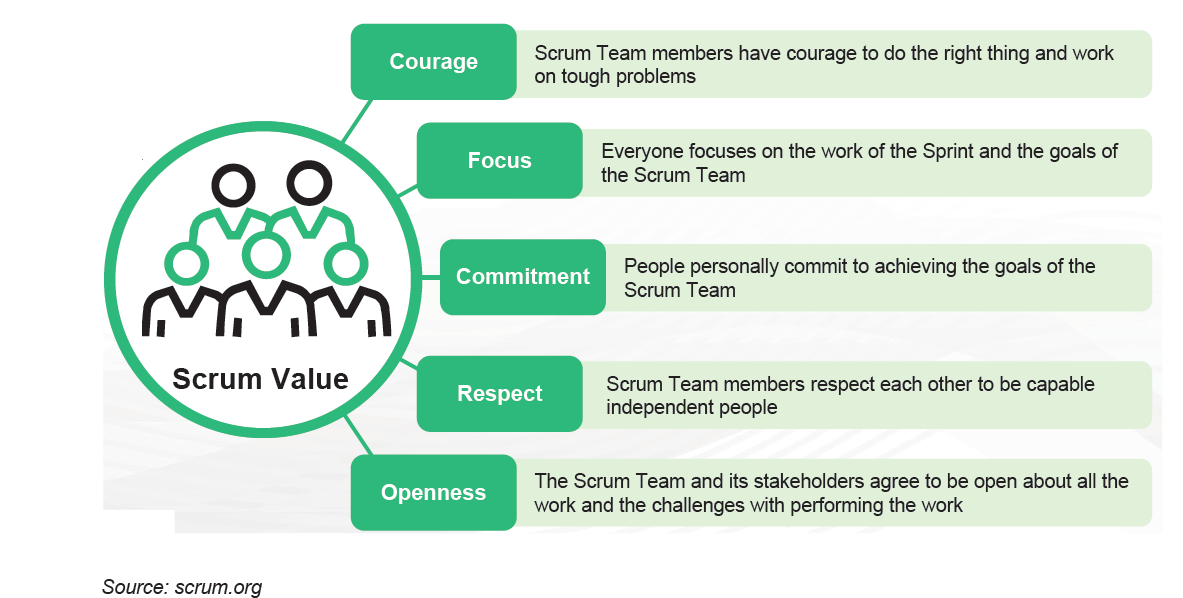 Courage
Scrum Team members have courage to do the right thing and work
on tough problems
Focus
Everyone focuses on the work of the Sprint and the goals of
the Scrum Team
Commitment
People personally commit to achieving the goals of the
Scrum Team
Scrum Value
Respect
Scrum Team members respect each other to be capable
independent people
Openness
The Scrum Team and its stakeholders agree to be open about all the
work and the challenges with performing the work
Source: scrum.org